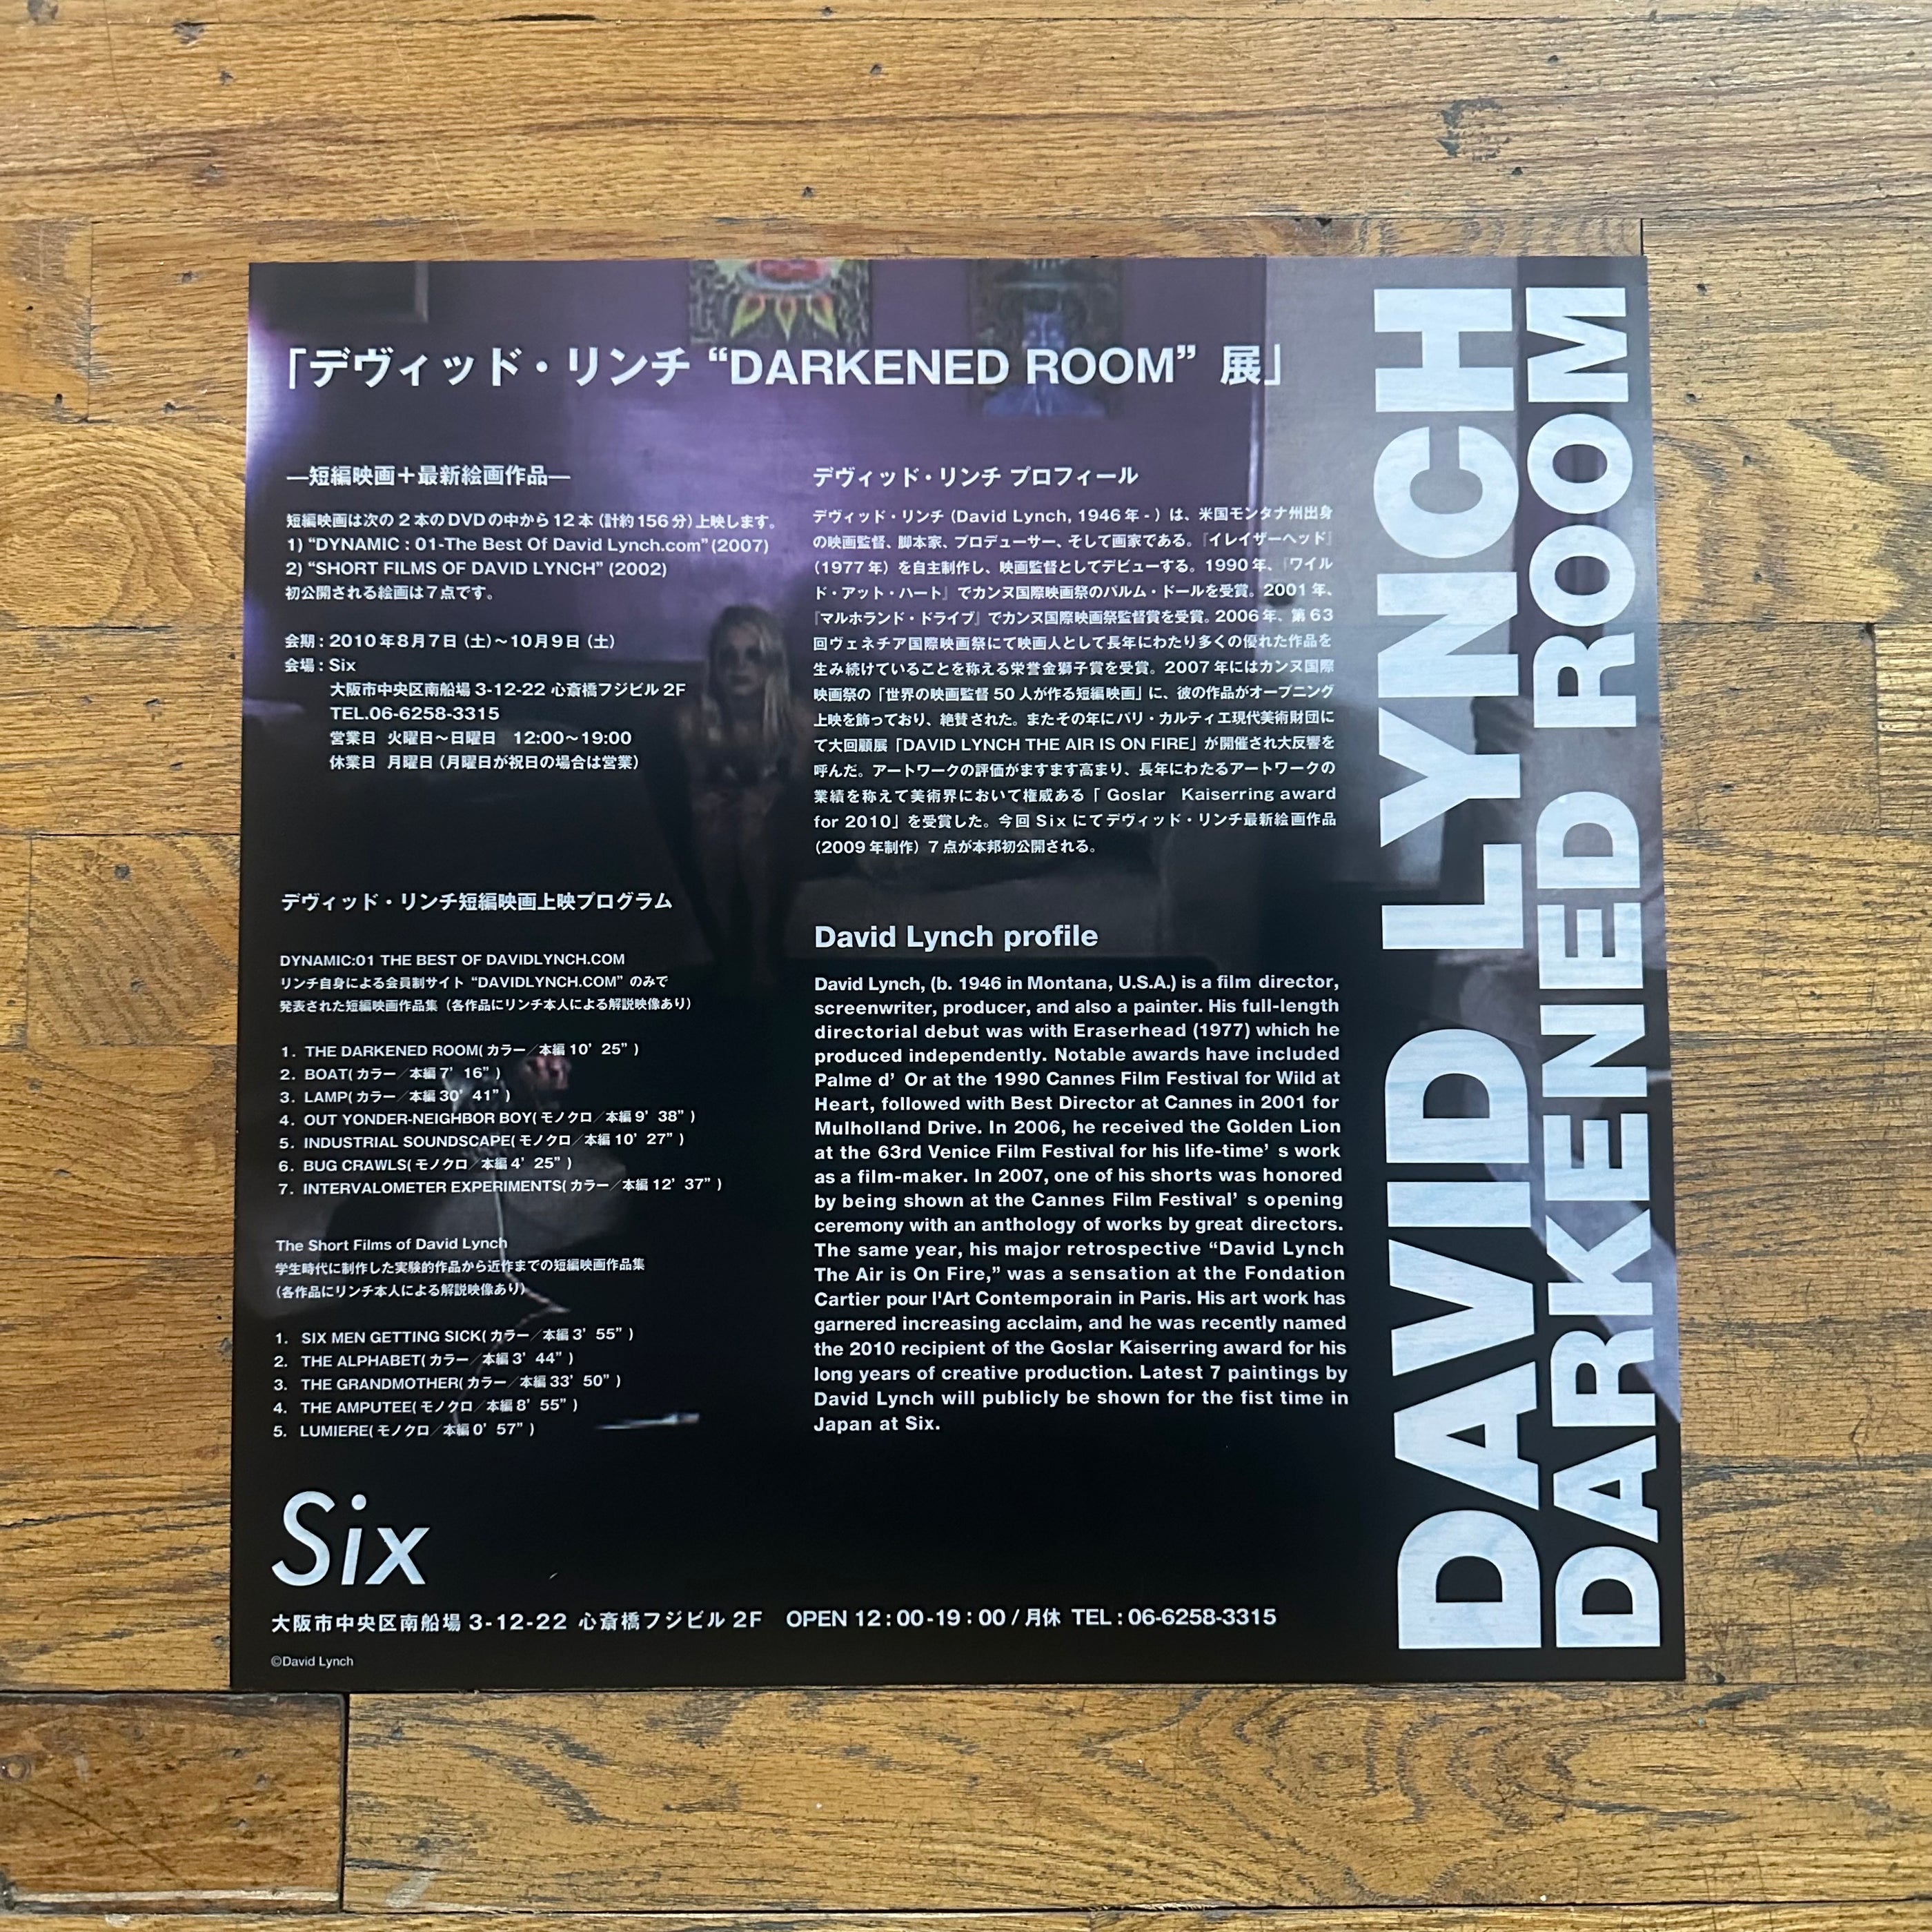 「デヴィッド・リンチ “DARKENED ROOM” 展」
―短編映画＋最新絵画作品―
短編映画は次の2本のDVDの中から12本（計約156分）上映します。
1) “DYNAMIC : 01-The Best Of David Lynch.com” (2007)
2) “SHORT FILMS OF DAVID LYNCH” (2002)
初公開される絵画は7点です。
会期 : 2010年8月7日（土）～10月9日（土）
会場 : Six
大阪市中央区南船場 3-12-22 心斎橋フジビル 2F
TEL.06-6258-3315
営業日 火曜日～日曜日 12:00～19:00
休業日 月曜日（月曜日が祝日の場合は営業）
デヴィッド・リンチ短編映画上映プログラム
DYNAMIC:01 THE BEST OF DAVIDLYNCH.COM
リンチ自身による会員制サイト “DAVIDLYNCH.COM” のみで
発表された短編映画作品集（各作品にリンチ本人による解説映像あり）
1. THE DARKENED ROOM( カラー／本編 10’ 25” )
2. BOAT( カラー／本編 7’ 16” )
3. LAMP( カラー／本編 30’ 41” )
4. OUT YONDER-NEIGHBOR BOY( モノクロ／本編 9’ 38” )
5. INDUSTRIAL SOUNDSCAPE( モノクロ／本編 10’ 27” )
6. BUG CRAWLS( モノクロ／本編 4’ 25” )
7. INTERVALOMETER EXPERIMENTS( カラー／本編 12’ 37” )
The Short Films of David Lynch
学生時代に制作した実験的作品から近作までの短編映画作品集
（各作品にリンチ本人による解説映像あり）
1. SIX MEN GETTING SICK( カラー／本編 3’ 55” )
2. THE ALPHABET( カラー／本編 3’ 44” )
3. THE GRANDMOTHER( カラー／本編 33’ 50” )
4. THE AMPUTEE( モノクロ／本編 8’ 55” )
5. LUMIERE( モノクロ／本編 0’ 57” )
デヴィッド・リンチ プロフィール
デヴィッド・リンチ（David Lynch, 1946年 - ）は、米国モンタナ州出身
の映画監督、脚本家、プロデューサー、そして画家である。『イレイザーヘッド』
（1977年）を自主制作し、映画監督としてデビューする。1990年、『ワイル
ド・アット・ハート』でカンヌ国際映画祭のパルム・ドールを受賞。2001年、
『マルホランド・ドライブ』でカンヌ国際映画祭監督賞を受賞。2006年、第63
回ヴェネチア国際映画祭にて映画人として長年にわたり多くの優れた作品を
生み続けていることを称える栄誉金獅子賞を受賞。2007年にはカンヌ国際
映画祭の「世界の映画監督50人が作る短編映画」に、彼の作品がオープニング
上映を飾っており、絶賛された。またその年にパリ・カルティエ現代美術財団に
て大回顧展「DAVID LYNCH THE AIR IS ON FIRE」が開催され大反響を
呼んだ。アートワークの評価がますます高まり、長年にわたるアートワークの
業績を称えて美術界において権威ある「 Goslar Kaiserring award
for 2010」を受賞した。今回 Six にてデヴィッド・リンチ最新絵画作品
（2009年制作）7点が本邦初公開される。
David Lynch profile
David Lynch, (b. 1946 in Montana, U.S.A.) is a film director,
screenwriter, producer, and also a painter. His full-length
directorial debut was with Eraserhead (1977) which he
produced independently. Notable awards have included
Palme d’ Or at the 1990 Cannes Film Festival for Wild at
Heart, followed with Best Director at Cannes in 2001 for
Mulholland Drive. In 2006, he received the Golden Lion
at the 63rd Venice Film Festival for his life-time’ s work
as a film-maker. In 2007, one of his shorts was honored
by being shown at the Cannes Film Festival’ s opening
ceremony with an anthology of works by great directors.
The same year, his major retrospective “David Lynch
The Air is On Fire,” was a sensation at the Fondation
Cartier pour l'Art Contemporain in Paris. His art work has
garnered increasing acclaim, and he was recently named
the 2010 recipient of the Goslar Kaiserring award for his
long years of creative production. Latest 7 paintings by
David Lynch will publicly be shown for the fist time in
Japan at Six.
DAVID LYNCH
DARKENED ROOM
Six
大阪市中央区南船場 3-12-22 心斎橋フジビル 2F OPEN 12 : 00 -19 : 00 / 月休 TEL : 06-6258-3315
©David Lynch